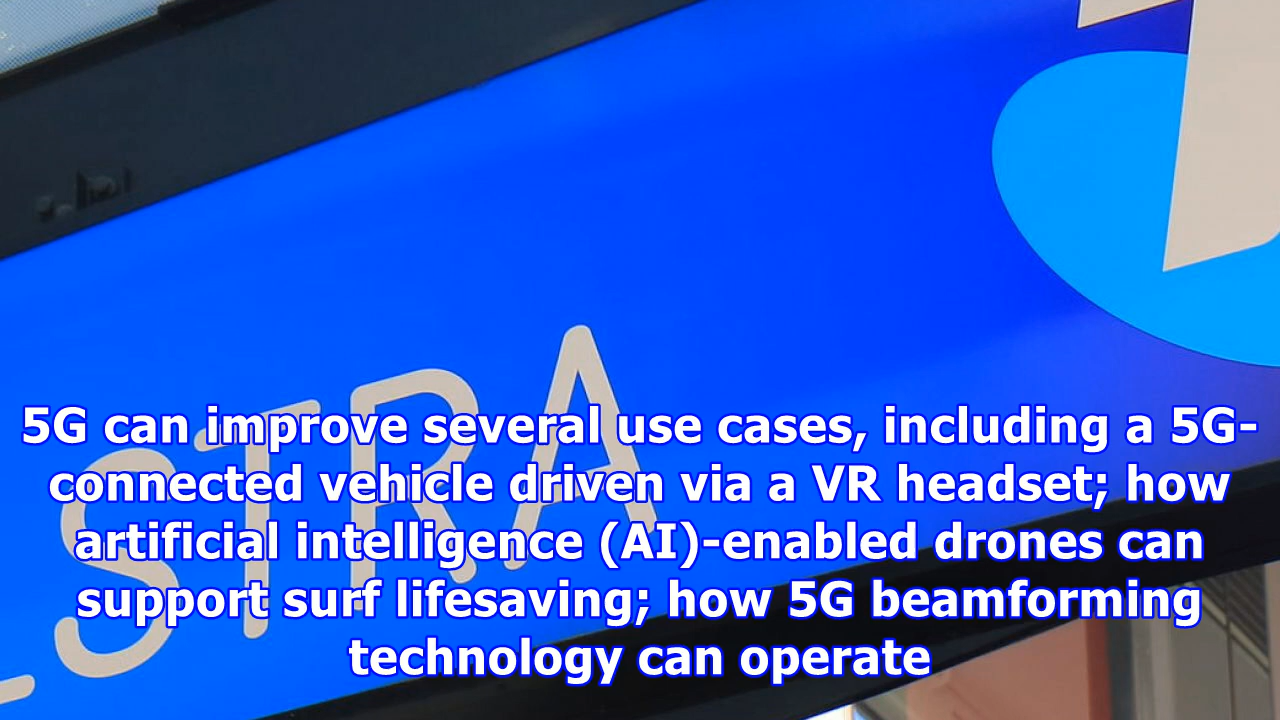 LSTRA
5G can improve several use cases, including a 5G-
connected vehicle driven via a VR headset; how
artificial intelligence (AI)-enabled drones can
support surf lifesaving; how 5G beamforming
technology can operate